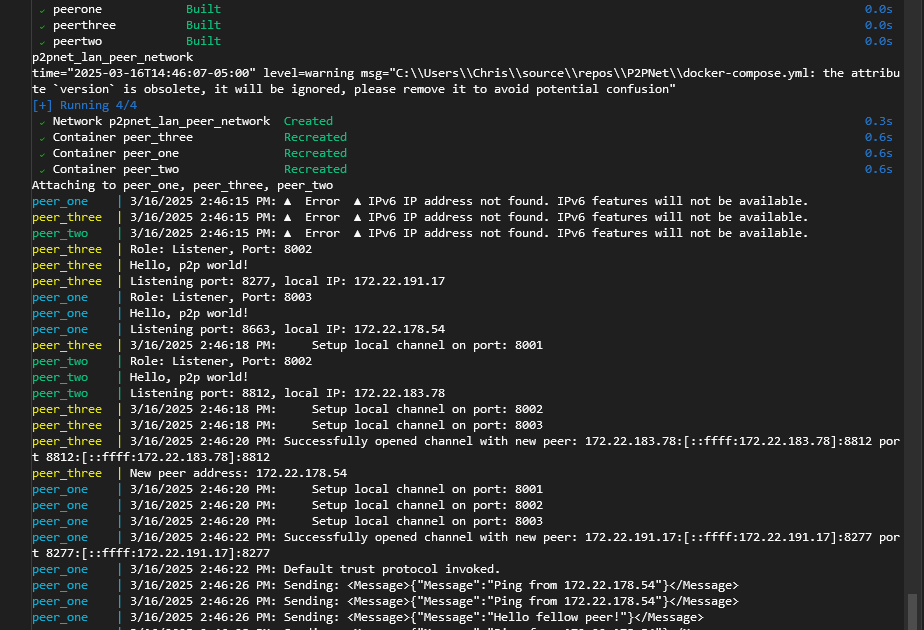 ✓ peerone Built 0.0s
✓ peerthree Built 0.0s
✓ peertwo Built 0.0s
p2pnet_lan_peer_network
time="2025-03-16T14:46:07-05:00" level=warning msg="C:\\Users\\Chris\\source\\repos\\P2PNet\\docker-compose.yml: the attribu
te `version` is obsolete, it will be ignored, please remove it to avoid potential confusion"
[+] Running 4/4
✓ Network p2pnet_lan_peer_network Created 0.3s
✓ Container peer_three Recreated 0.6s
✓ Container peer_one Recreated 0.6s
✓ Container peer_two Recreated 0.6s
Attaching to peer_one, peer_three, peer_two
peer_one | 3/16/2025 2:46:15 PM: ▲ Error ▲ IPv6 IP address not found. IPv6 features will not be available.
peer_three | 3/16/2025 2:46:15 PM: ▲ Error ▲ IPv6 IP address not found. IPv6 features will not be available.
peer_two | 3/16/2025 2:46:15 PM: ▲ Error ▲ IPv6 IP address not found. IPv6 features will not be available.
peer_three | Role: Listener, Port: 8002
peer_three | Hello, p2p world!
peer_three | Listening port: 8277, local IP: 172.22.191.17
peer_one | Role: Listener, Port: 8003
peer_one | Hello, p2p world!
peer_one | Listening port: 8663, local IP: 172.22.178.54
peer_three | 3/16/2025 2:46:18 PM: Setup local channel on port: 8001
peer_two | Role: Listener, Port: 8002
peer_two | Hello, p2p world!
peer_two | Listening port: 8812, local IP: 172.22.183.78
peer_three | 3/16/2025 2:46:18 PM: Setup local channel on port: 8002
peer_three | 3/16/2025 2:46:18 PM: Setup local channel on port: 8003
peer_three | 3/16/2025 2:46:20 PM: Successfully opened channel with new peer: 172.22.183.78:[::ffff:172.22.183.78]:8812 por
t 8812:[::ffff:172.22.183.78]:8812
peer_three | New peer address: 172.22.178.54
peer_one | 3/16/2025 2:46:20 PM: Setup local channel on port: 8001
peer_one | 3/16/2025 2:46:20 PM: Setup local channel on port: 8002
peer_one | 3/16/2025 2:46:20 PM: Setup local channel on port: 8003
peer_one | 3/16/2025 2:46:22 PM: Successfully opened channel with new peer: 172.22.191.17:[::ffff:172.22.191.17]:8277 por
t 8277:[::ffff:172.22.191.17]:8277
peer_one | 3/16/2025 2:46:22 PM: Default trust protocol invoked.
peer_one | 3/16/2025 2:46:26 PM: Sending: <Message>{"Message":"Ping from 172.22.178.54"}</Message>
peer_one | 3/16/2025 2:46:26 PM: Sending: <Message>{"Message":"Ping from 172.22.178.54"}</Message>
peer_one | 3/16/2025 2:46:26 PM: Sending: <Message>{"Message":"Hello fellow peer!"}</Message>